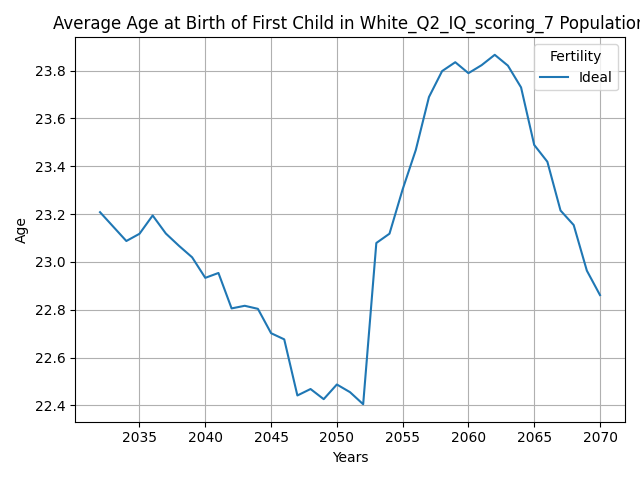 Average Age at Birth of First Child in White_Q2_IQ_scoring_7 Population
Fertility
Ideal
Age
23.8
23.6
23.4
23.2
23.0
22.8
22.6
22.4
2035 2040 2045 2050 2055 2060 2065 2070
Years